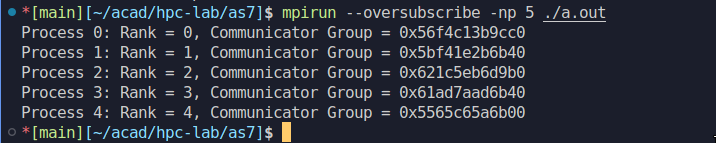 *[main][~/acad/hpc-lab/as7]$ mpirun --oversubscribe -np 5 ./a.out
Process 0: Rank = 0, Communicator Group = 0x56f4c13b9cc0
Process 1: Rank = 1, Communicator Group = 0x5bf41e2b6b40
Process 2: Rank = 2, Communicator Group = 0x621c5eb6d9b0
Process 3: Rank = 3, Communicator Group = 0x61ad7aad6b40
Process 4: Rank = 4, Communicator Group = 0x5565c65a6b00
*[main][~/acad/hpc-lab/as7]$